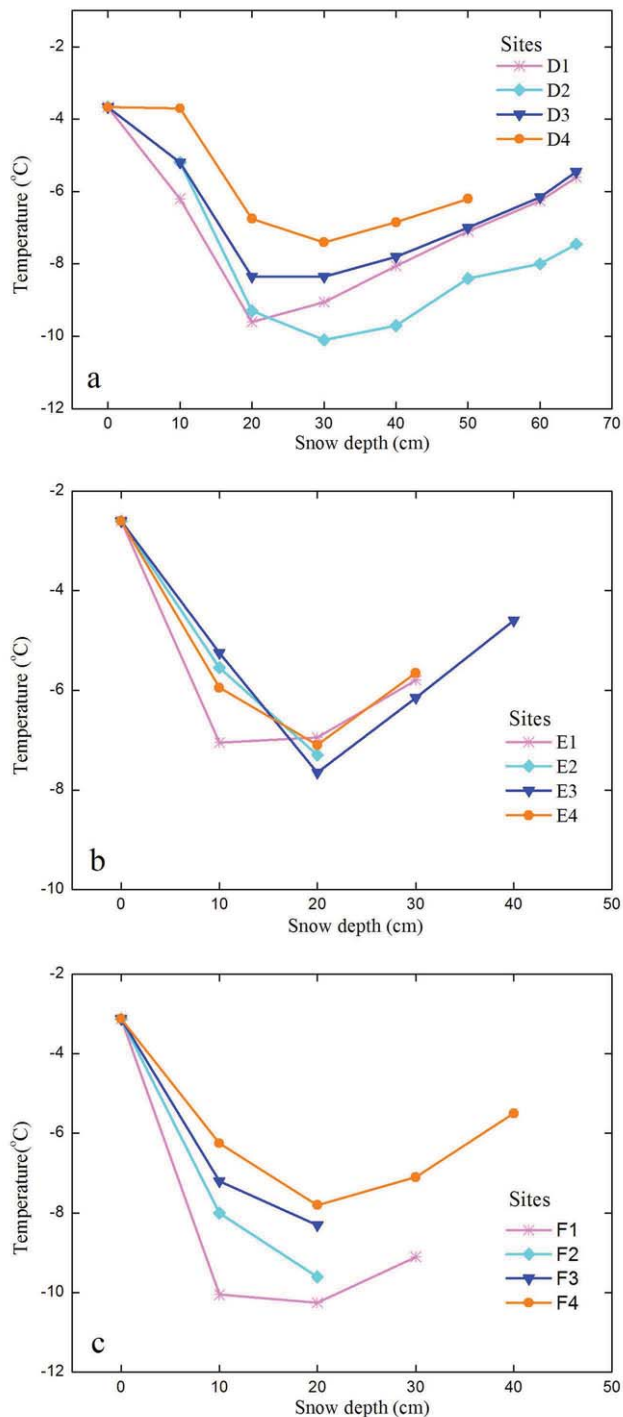 -2
-4
-6
-8
-10
-12
Temperature (°C)
Sites
D1
D2
D3
D4
a
0 10 20 30 40 50 60 70
Snow depth (cm)
-2
-4
-6
-8
-10
Temperature (°C)
Sites
E1
E2
E3
E4
b
0 10 20 30 40 50
Snow depth (cm)
-2
-4
-6
-8
-10
-12
Temperature(°C)
Sites
F1
F2
F3
F4
c
0 10 20 30 40 50
Snow depth (cm)